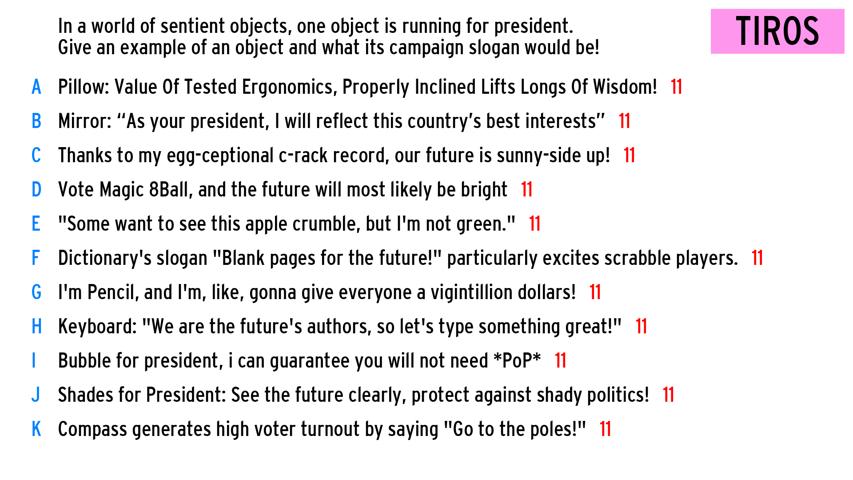 In a world of sentient objects, one object is running for president.
Give an example of an object and what its campaign slogan would be!
TIROS
A Pillow: Value Of Tested Ergonomics, Properly Inclined Lifts Longs Of Wisdom! 11
B Mirror: “As your president, I will reflect this country’s best interests” 11
C Thanks to my egg-ceptional c-rack record, our future is sunny-side up! 11
D Vote Magic 8Ball, and the future will most likely be bright 11
E "Some want to see this apple crumble, but I'm not green." 11
F Dictionary's slogan "Blank pages for the future!" particularly excites scrabble players. 11
G I'm Pencil, and I'm, like, gonna give everyone a vigintillion dollars! 11
H Keyboard: "We are the future's authors, so let's type something great!" 11
I Bubble for president, i can guarantee you will not need *PoP* 11
J Shades for President: See the future clearly, protect against shady politics! 11
K Compass generates high voter turnout by saying "Go to the poles!" 11